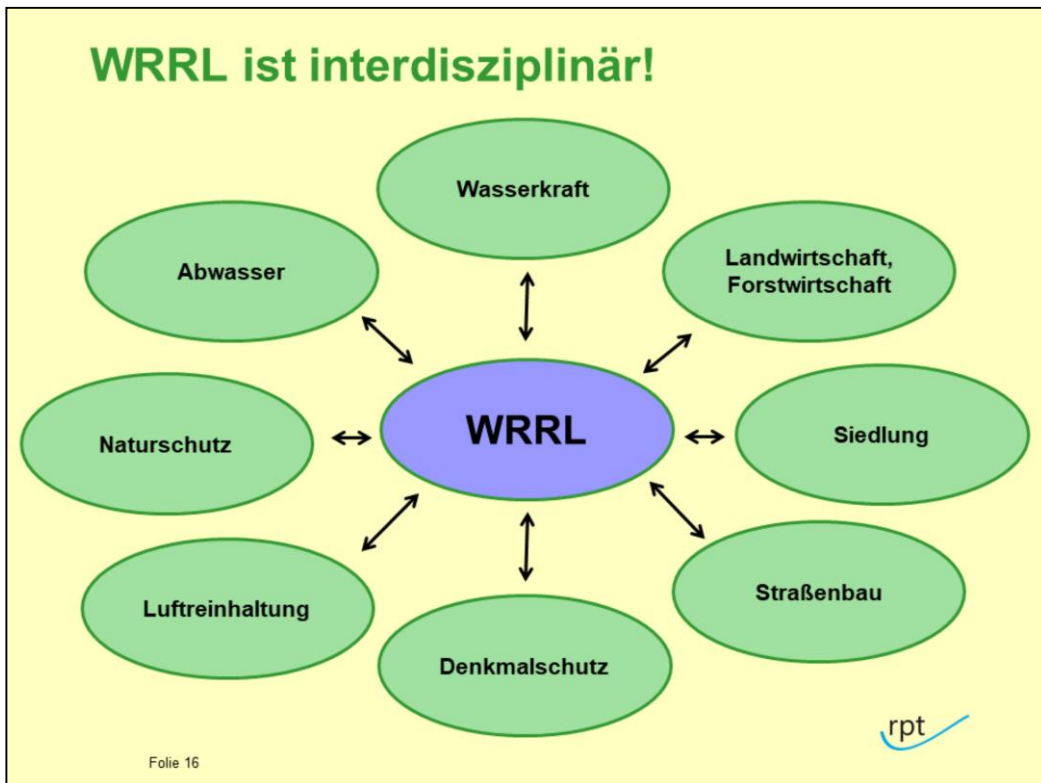 WRRL ist interdisziplinär!
Wasserkraft
Abwasser
Landwirtschaft,
Forstwirtschaft
WRRL
Naturschutz
Siedlung
Luftreinhaltung
Straßenbau
Denkmalschutz
rpt
Folie 16